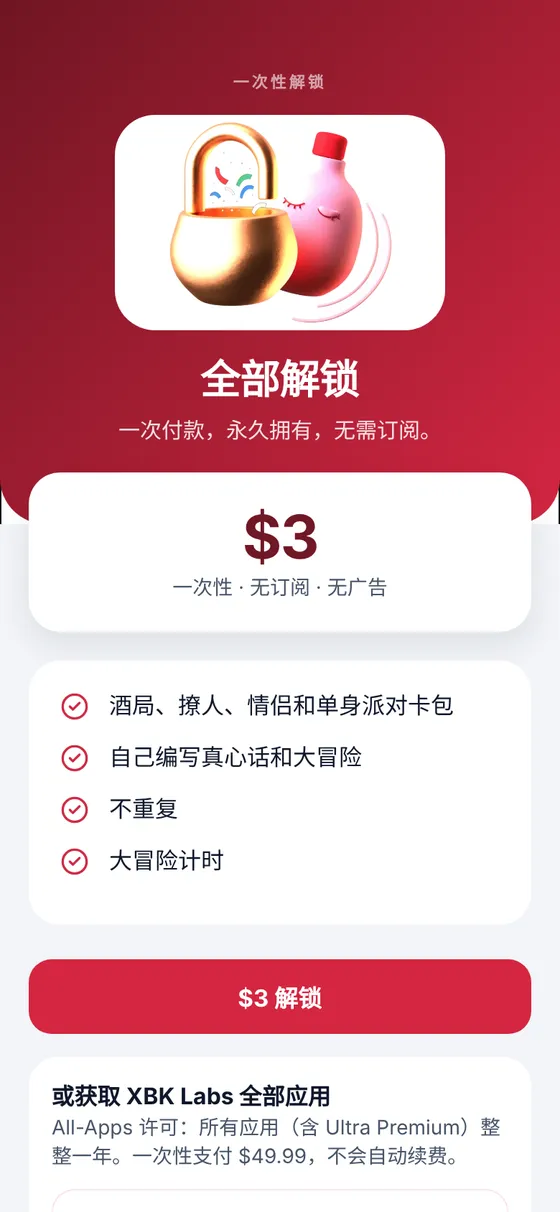 一次性解锁
全部解锁
一次付款，永久拥有，无需订阅。
$3
一次性 · 无订阅 · 无广告
酒局、撩人、情侣和单身派对卡包
自己编写真心话和大冒险
不重复
大冒险计时
$3 解锁
或获取 XBK Labs 全部应用
All-Apps 许可：所有应用（含 Ultra Premium）整
整一年。一次性支付 $49.99，不会自动续费。